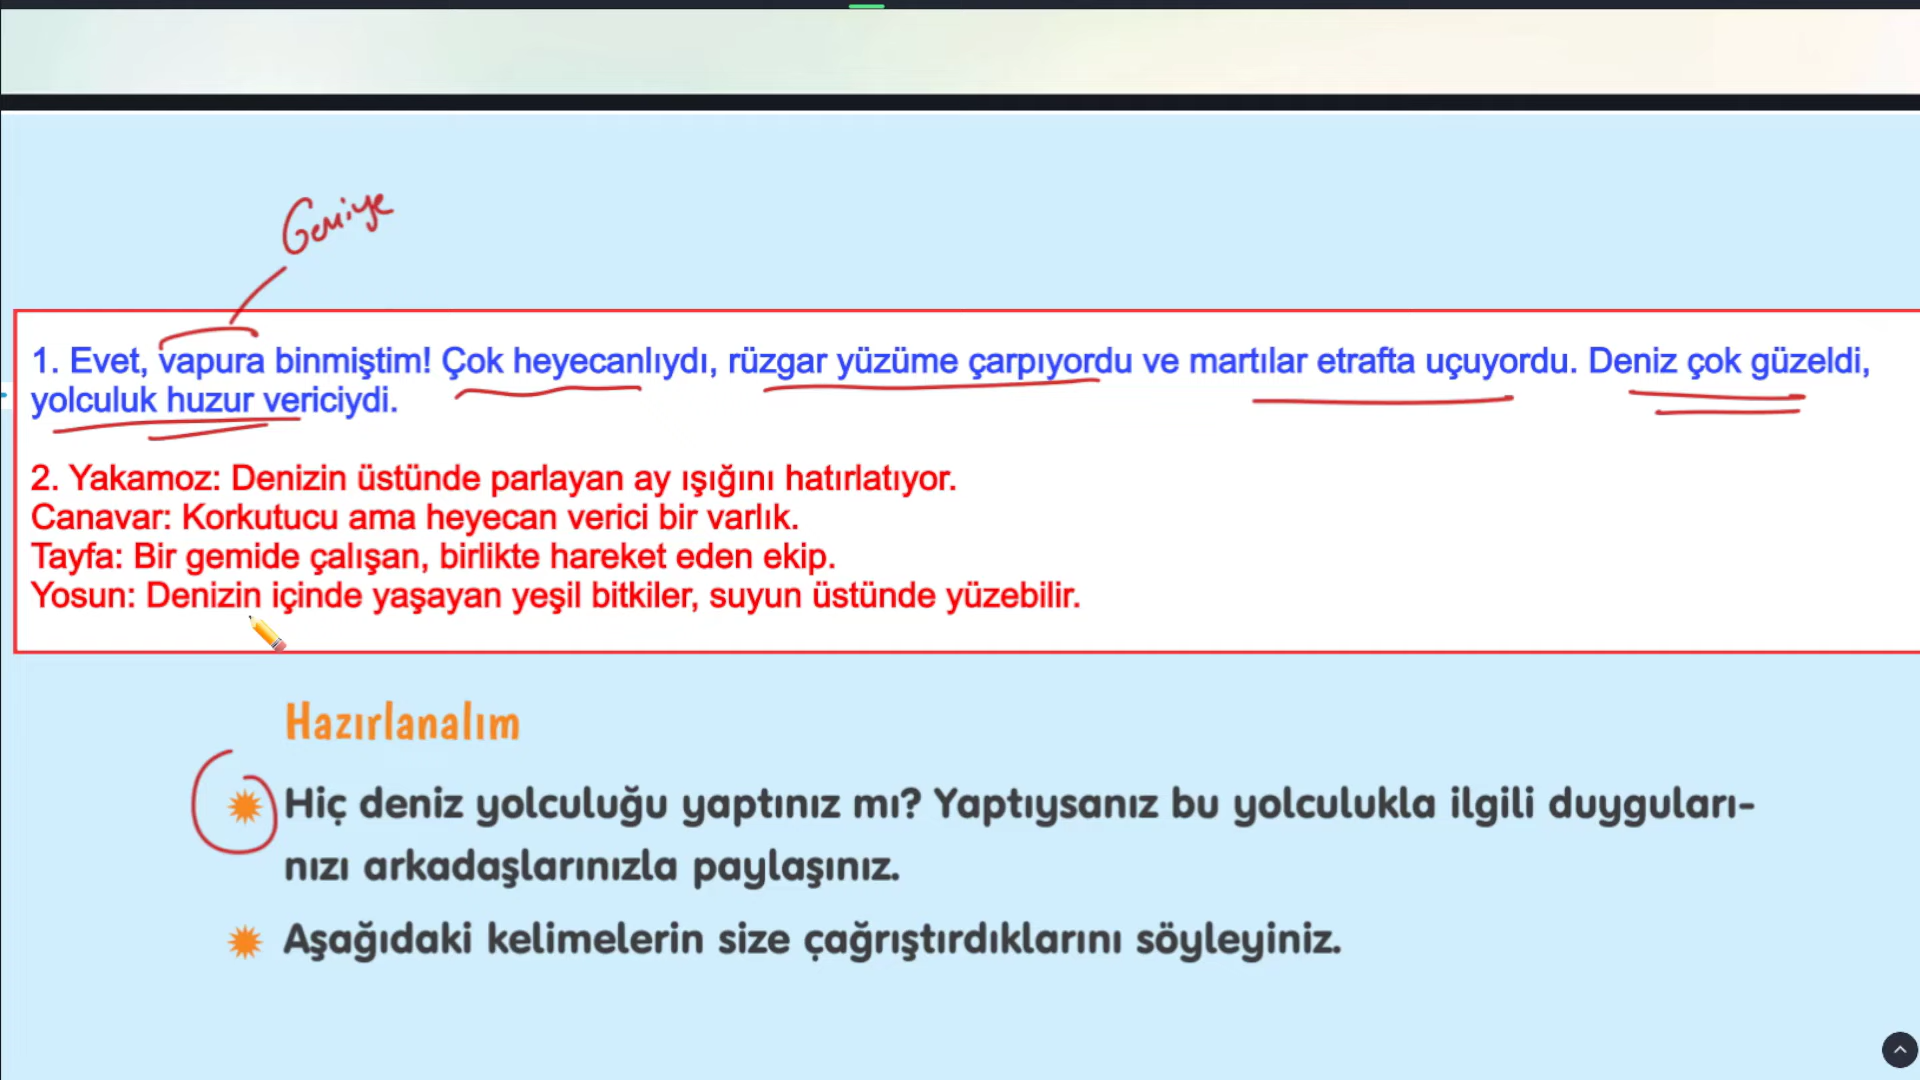 Gemiye
1. Evet, vapura binmiştim! Çok heyecanlıydı, rüzgar yüzüme çarpıyordu ve martılar etrafta uçuyordu. Deniz çok güzeldi,
yolculuk huzur vericiydi.
2. Yakamoz: Denizin üstünde parlayan ay ışığını hatırlatıyor.
Canavar: Korkutucu ama heyecan verici bir varlık.
Tayfa: Bir gemide çalışan, birlikte hareket eden ekip.
Yosun: Denizin içinde yaşayan yeşil bitkiler, suyun üstünde yüzebilir.
Hazırlanalım
Hiç deniz yolculuğu yaptınız mı? Yaptıysanız bu yolculukla ilgili duyguları-
nızı arkadaşlarınızla paylaşınız.
Aşağıdaki kelimelerin size çağrıştırdıklarını söyleyiniz.